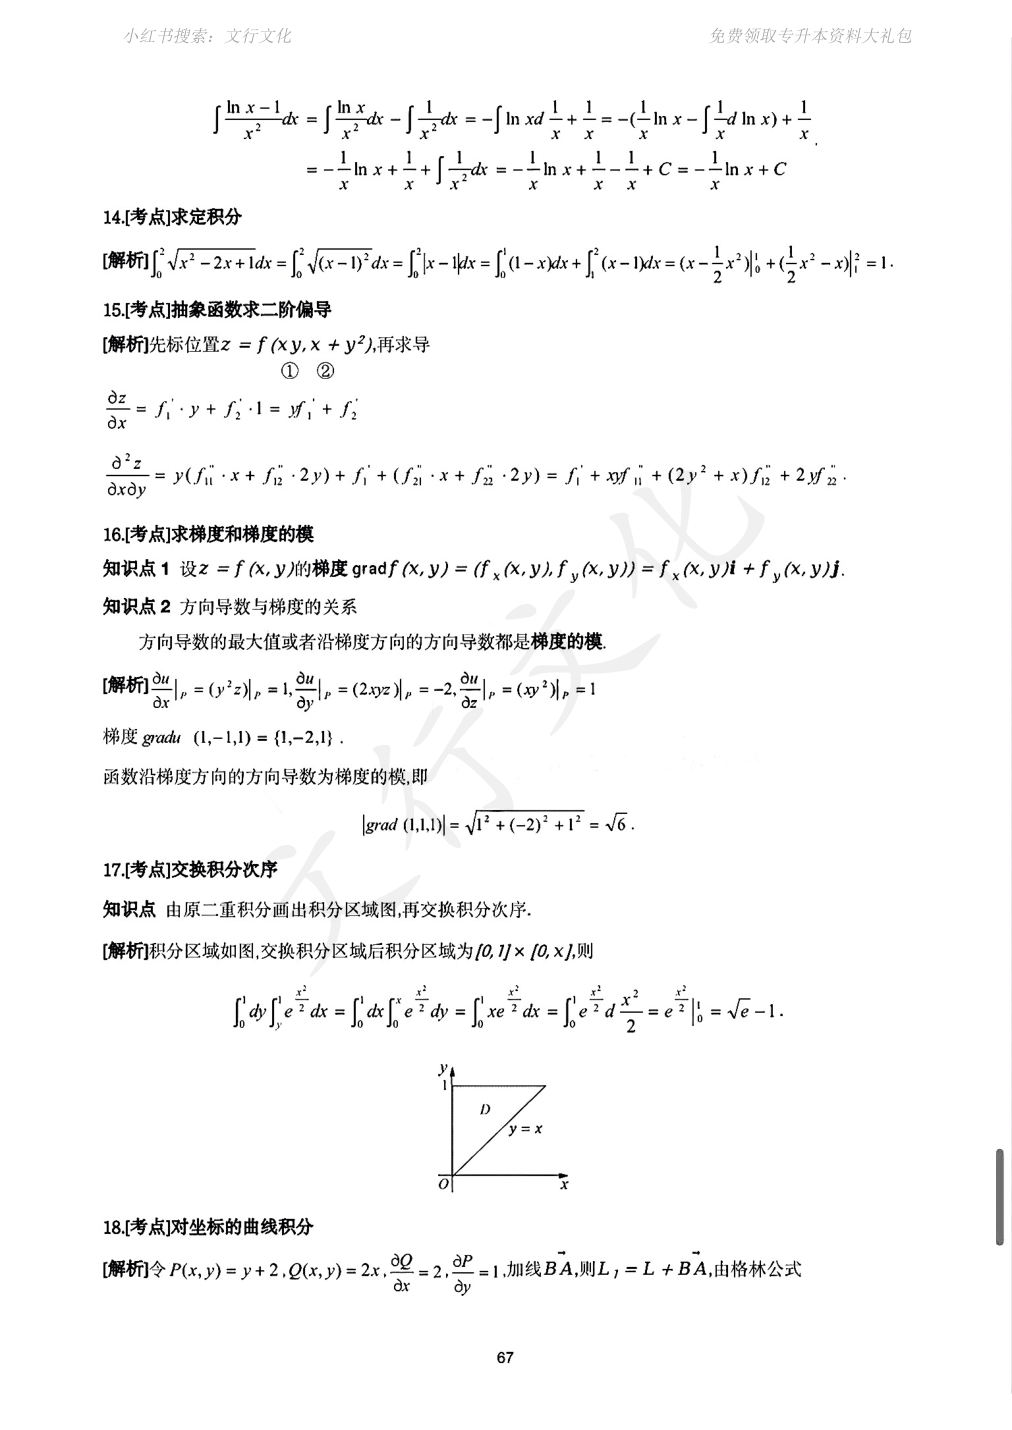 小红书搜索：文行文化 免费领取专升本资料大礼包
∫ (ln x − 1)/x² dx = ∫ (ln x)/x² dx − ∫ 1/x² dx = −∫ ln x d 1/x + 1/x = −(1/x ln x − ∫ 1/x d ln x) + 1/x ,
= −1/x ln x + 1/x + ∫ 1/x² dx = −1/x ln x + 1/x − 1/x + C = −1/x ln x + C
14.[考点]求定积分
[解析]∫₀² √(x² − 2x + 1) dx = ∫₀² √((x − 1)²) dx = ∫₀² |x − 1| dx = ∫₀¹ (1 − x)dx + ∫₁² (x − 1)dx = (x − 1/2 x²)|₀¹ + (1/2 x² − x)|₁² = 1.
15.[考点]抽象函数求二阶偏导
[解析]先标位置z = f (xy, x + y²),再求导
① ②
∂z/∂x = f₁′ · y + f₂′ · 1 = yf₁′ + f₂′
∂²z/∂x∂y = y(f₁₁″ · x + f₁₂″ · 2y) + f₁′ + (f₂₁″ · x + f₂₂″ · 2y) = f₁′ + xyf₁₁″ + (2y² + x)f₁₂″ + 2yf₂₂″ .
16.[考点]求梯度和梯度的模
知识点 1 设z = f (x, y)的梯度 gradf (x, y) = (f x (x, y), f y (x, y)) = f x (x, y)i + f y (x, y)j.
知识点 2 方向导数与梯度的关系
方向导数的最大值或者沿梯度方向的方向导数都是梯度的模.
[解析]∂u/∂x|P = (y²z)|P = 1, ∂u/∂y|P = (2xyz)|P = −2, ∂u/∂z|P = (xy²)|P = 1
梯度 gradu (1,−1,1) = {1,−2,1} .
函数沿梯度方向的方向导数为梯度的模,即
|grad (1,1,1)| = √(1² + (−2)² + 1²) = √6 .
17.[考点]交换积分次序
知识点 由原二重积分画出积分区域图,再交换积分次序.
[解析]积分区域如图,交换积分区域后积分区域为[0, 1] × [0, x],则
∫₀¹ dy ∫_y¹ e^(x²/2) dx = ∫₀¹ dx ∫₀ˣ e^(x²/2) dy = ∫₀¹ xe^(x²/2) dx = ∫₀¹ e^(x²/2) d x²/2 = e^(x²/2)|₀¹ = √e − 1.
y
1
D
y = x
O
x
18.[考点]对坐标的曲线积分
[解析]令 P(x, y) = y + 2 , Q(x, y) = 2x , ∂Q/∂x = 2 , ∂P/∂y = 1 ,加线B⃗A,则L₁ = L + B⃗A,由格林公式
67
文行文化